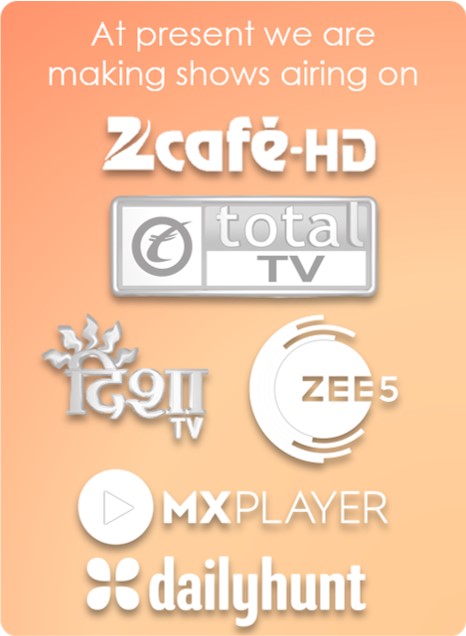 At present we are
making shows airing on
Zcafé-HD
total
TV
दिशा
TV
ZEE5
MXPLAYER
dailyhunt